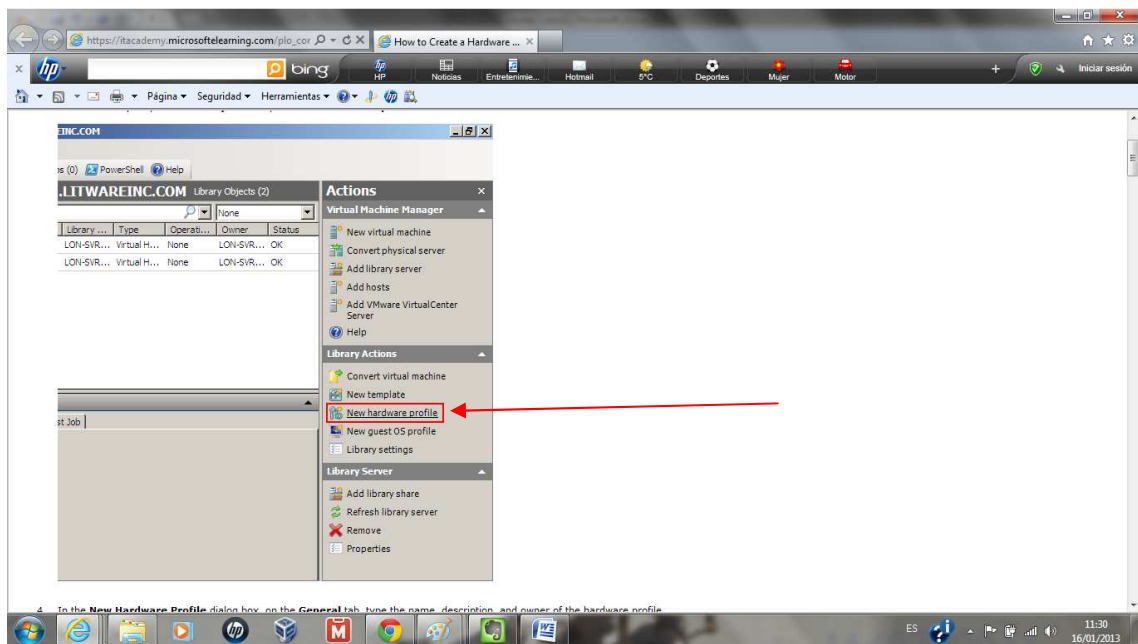 https://itacademy.microsoftelearning.com/plo_cor
How to Create a Hardware ...
hp
bing
HP
Noticias
Entretenimie...
Hotmail
5°C
Deportes
Mujer
Motor
Iniciar sesión
Página
Seguridad
Herramientas
EINC.COM
os (0)
PowerShell
Help
.LITWAREINC.COM Library Objects (2)
None
Library ... Type Operati... Owner Status
LON-SVR... Virtual H... None LON-SVR... OK
LON-SVR... Virtual H... None LON-SVR... OK
st Job
Actions
Virtual Machine Manager
New virtual machine
Convert physical server
Add library server
Add hosts
Add VMware VirtualCenter
Server
Help
Library Actions
Convert virtual machine
New template
New hardware profile
New guest OS profile
Library settings
Library Server
Add library share
Refresh library server
Remove
Properties
4. In the New Hardware Profile dialog box, on the General tab, type the name, description, and owner of the hardware profile
ES
11:30
16/01/2013